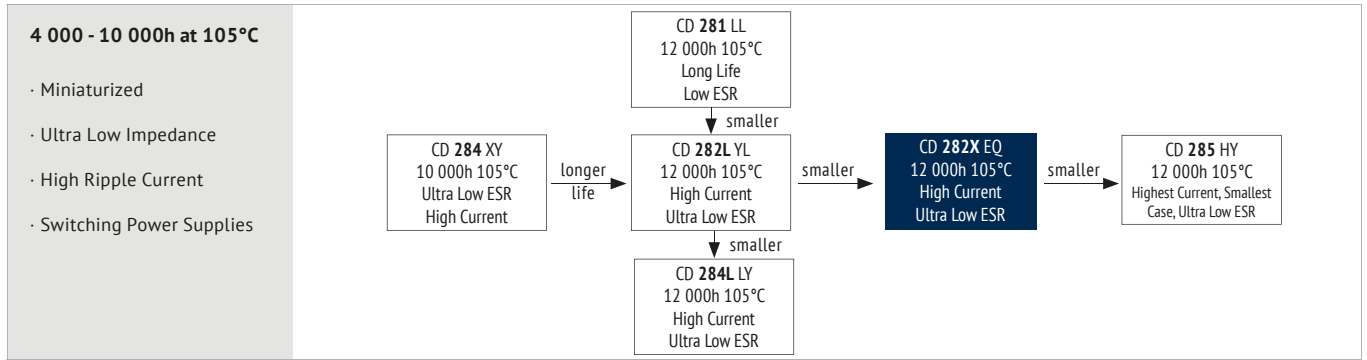 4 000 - 10 000h at 105°C
· Miniaturized
· Ultra Low Impedance
· High Ripple Current
· Switching Power Supplies
CD 281 LL
12 000h 105°C
Long Life
Low ESR
smaller
CD 284 XY
10 000h 105°C
Ultra Low ESR
High Current
longer
life
CD 282L YL
12 000h 105°C
High Current
Ultra Low ESR
smaller
CD 282X EQ
12 000h 105°C
High Current
Ultra Low ESR
smaller
CD 285 HY
12 000h 105°C
Highest Current, Smallest
Case, Ultra Low ESR
smaller
CD 284L LY
12 000h 105°C
High Current
Ultra Low ESR